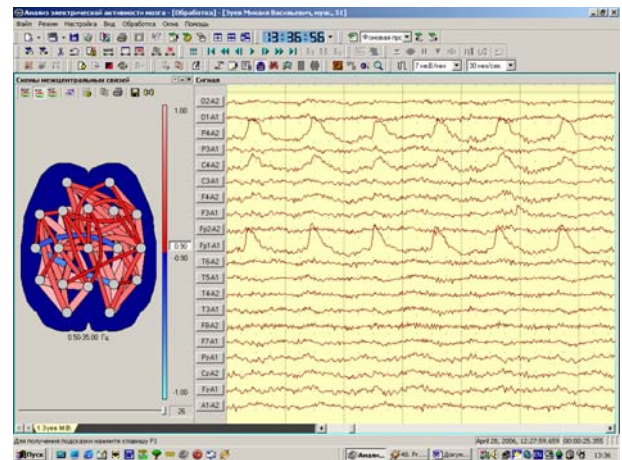 Анализ электрической активности мозга - [Обработка] - [Зуев Михаил Васильевич, муж., 51]
Файл Режим Настройка Вид Обработка Окна Помощь
13:36:56
Фоновая
7 мкВ/мм
30 мм/сек
Схемы межцентральных связей
Сигнал
1.00
0.90
-0.90
-1.00
0.50-35.00 Гц
26
O2-A2
O1-A1
P4-A2
P3-A1
C4-A2
C3-A1
F4-A2
F3-A1
Fp2-A2
Fp1-A1
T6-A2
T5-A1
T4-A2
T3-A1
F8-A2
F7-A1
Pz-A1
Cz-A2
Fz-A1
A1-A2
1 Зуев М.В.
Для получения подсказки нажмите клавишу F1
April 28, 2006, 12:27:59.659
00:00:25.355
Пуск
EN
13:36